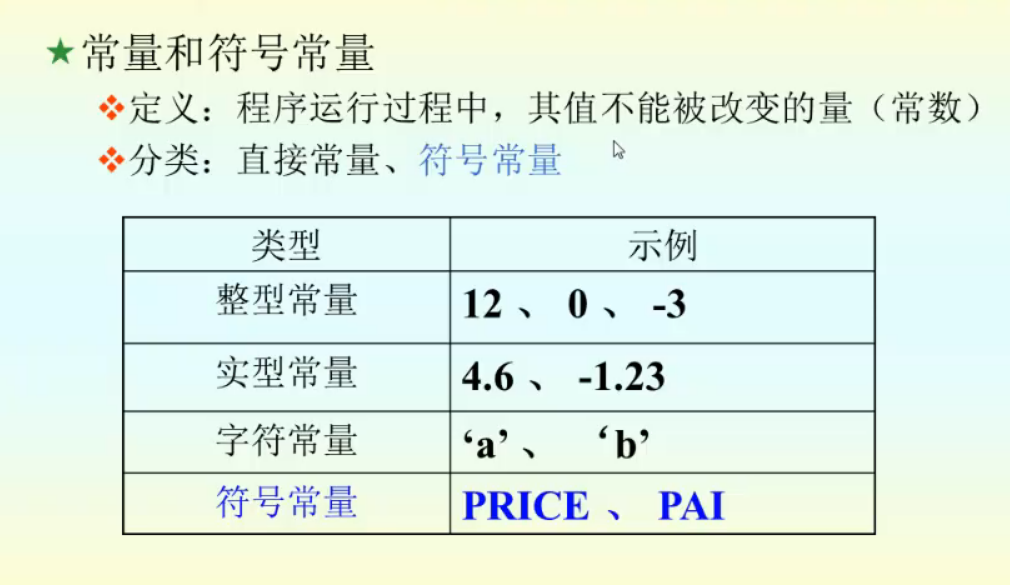 ★常量和符号常量
❖定义：程序运行过程中，其值不能被改变的量（常数）
❖分类：直接常量、符号常量
类型 示例
整型常量 12 、 0 、 -3
实型常量 4.6 、 -1.23
字符常量 ‘a’ 、 ‘b’
符号常量 PRICE 、 PAI